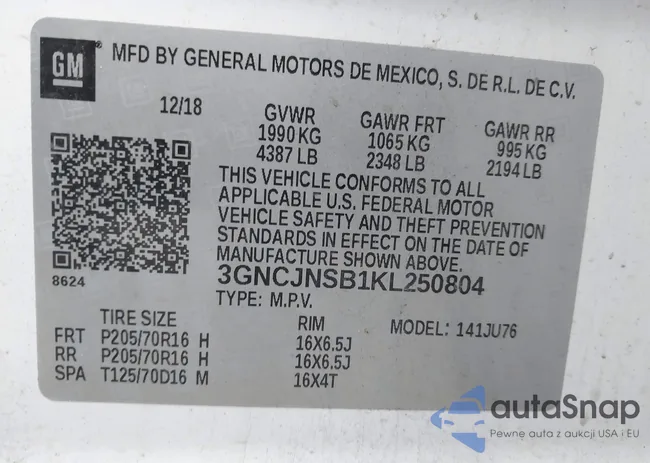 GM
MFD BY GENERAL MOTORS DE MEXICO, S. DE R.L. DE C.V.
12/18 GVWR GAWR FRT GAWR RR
1990 KG 1065 KG 995 KG
4387 LB 2348 LB 2194 LB
THIS VEHICLE CONFORMS TO ALL
APPLICABLE U.S. FEDERAL MOTOR
VEHICLE SAFETY AND THEFT PREVENTION
STANDARDS IN EFFECT ON THE DATE OF
MANUFACTURE SHOWN ABOVE.
8624
3GNCJNSB1KL250804
TYPE: M.P.V.
TIRE SIZE RIM MODEL: 141JU76
FRT P205/70R16 H 16X6.5J
RR P205/70R16 H 16X6.5J
SPA T125/70D16 M 16X4T
autaSnap
Pewne auta z aukcji USA i EU